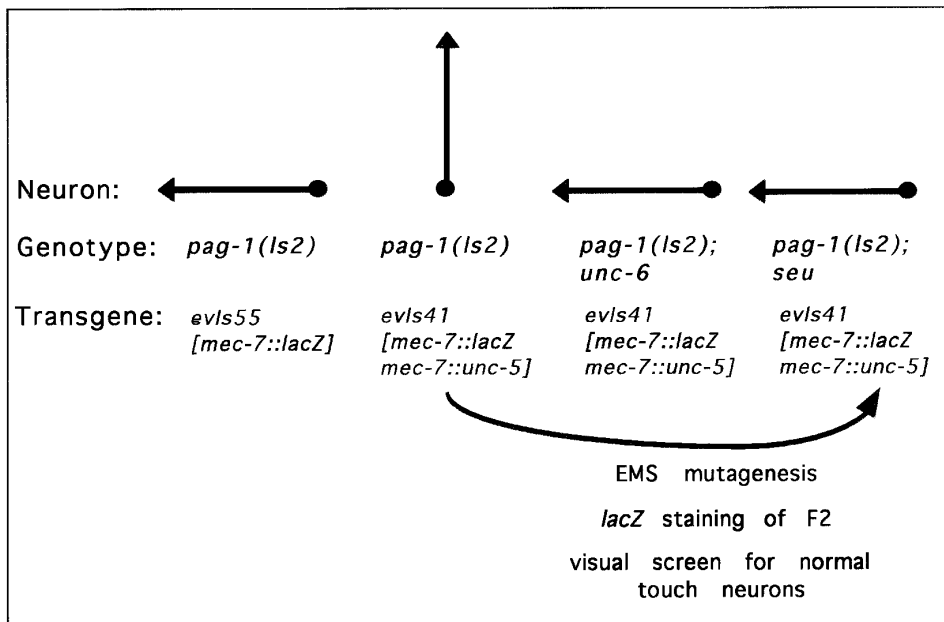 Neuron:
Genotype: pag-1(ls2) pag-1(ls2) pag-1(ls2); pag-1(ls2);
unc-6 seu
Transgene: evIs55 evIs41 evIs41 evIs41
[mec-7::lacZ] [mec-7::lacZ [mec-7::lacZ [mec-7::lacZ
mec-7::unc-5] mec-7::unc-5] mec-7::unc-5]
EMS mutagenesis
lacZ staining of F2
visual screen for normal
touch neurons